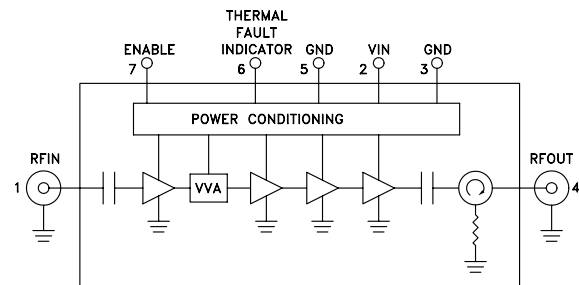 THERMAL
FAULT
ENABLE INDICATOR GND VIN GND
7 6 5 2 3
POWER CONDITIONING
RFIN RFOUT
1 VVA 4